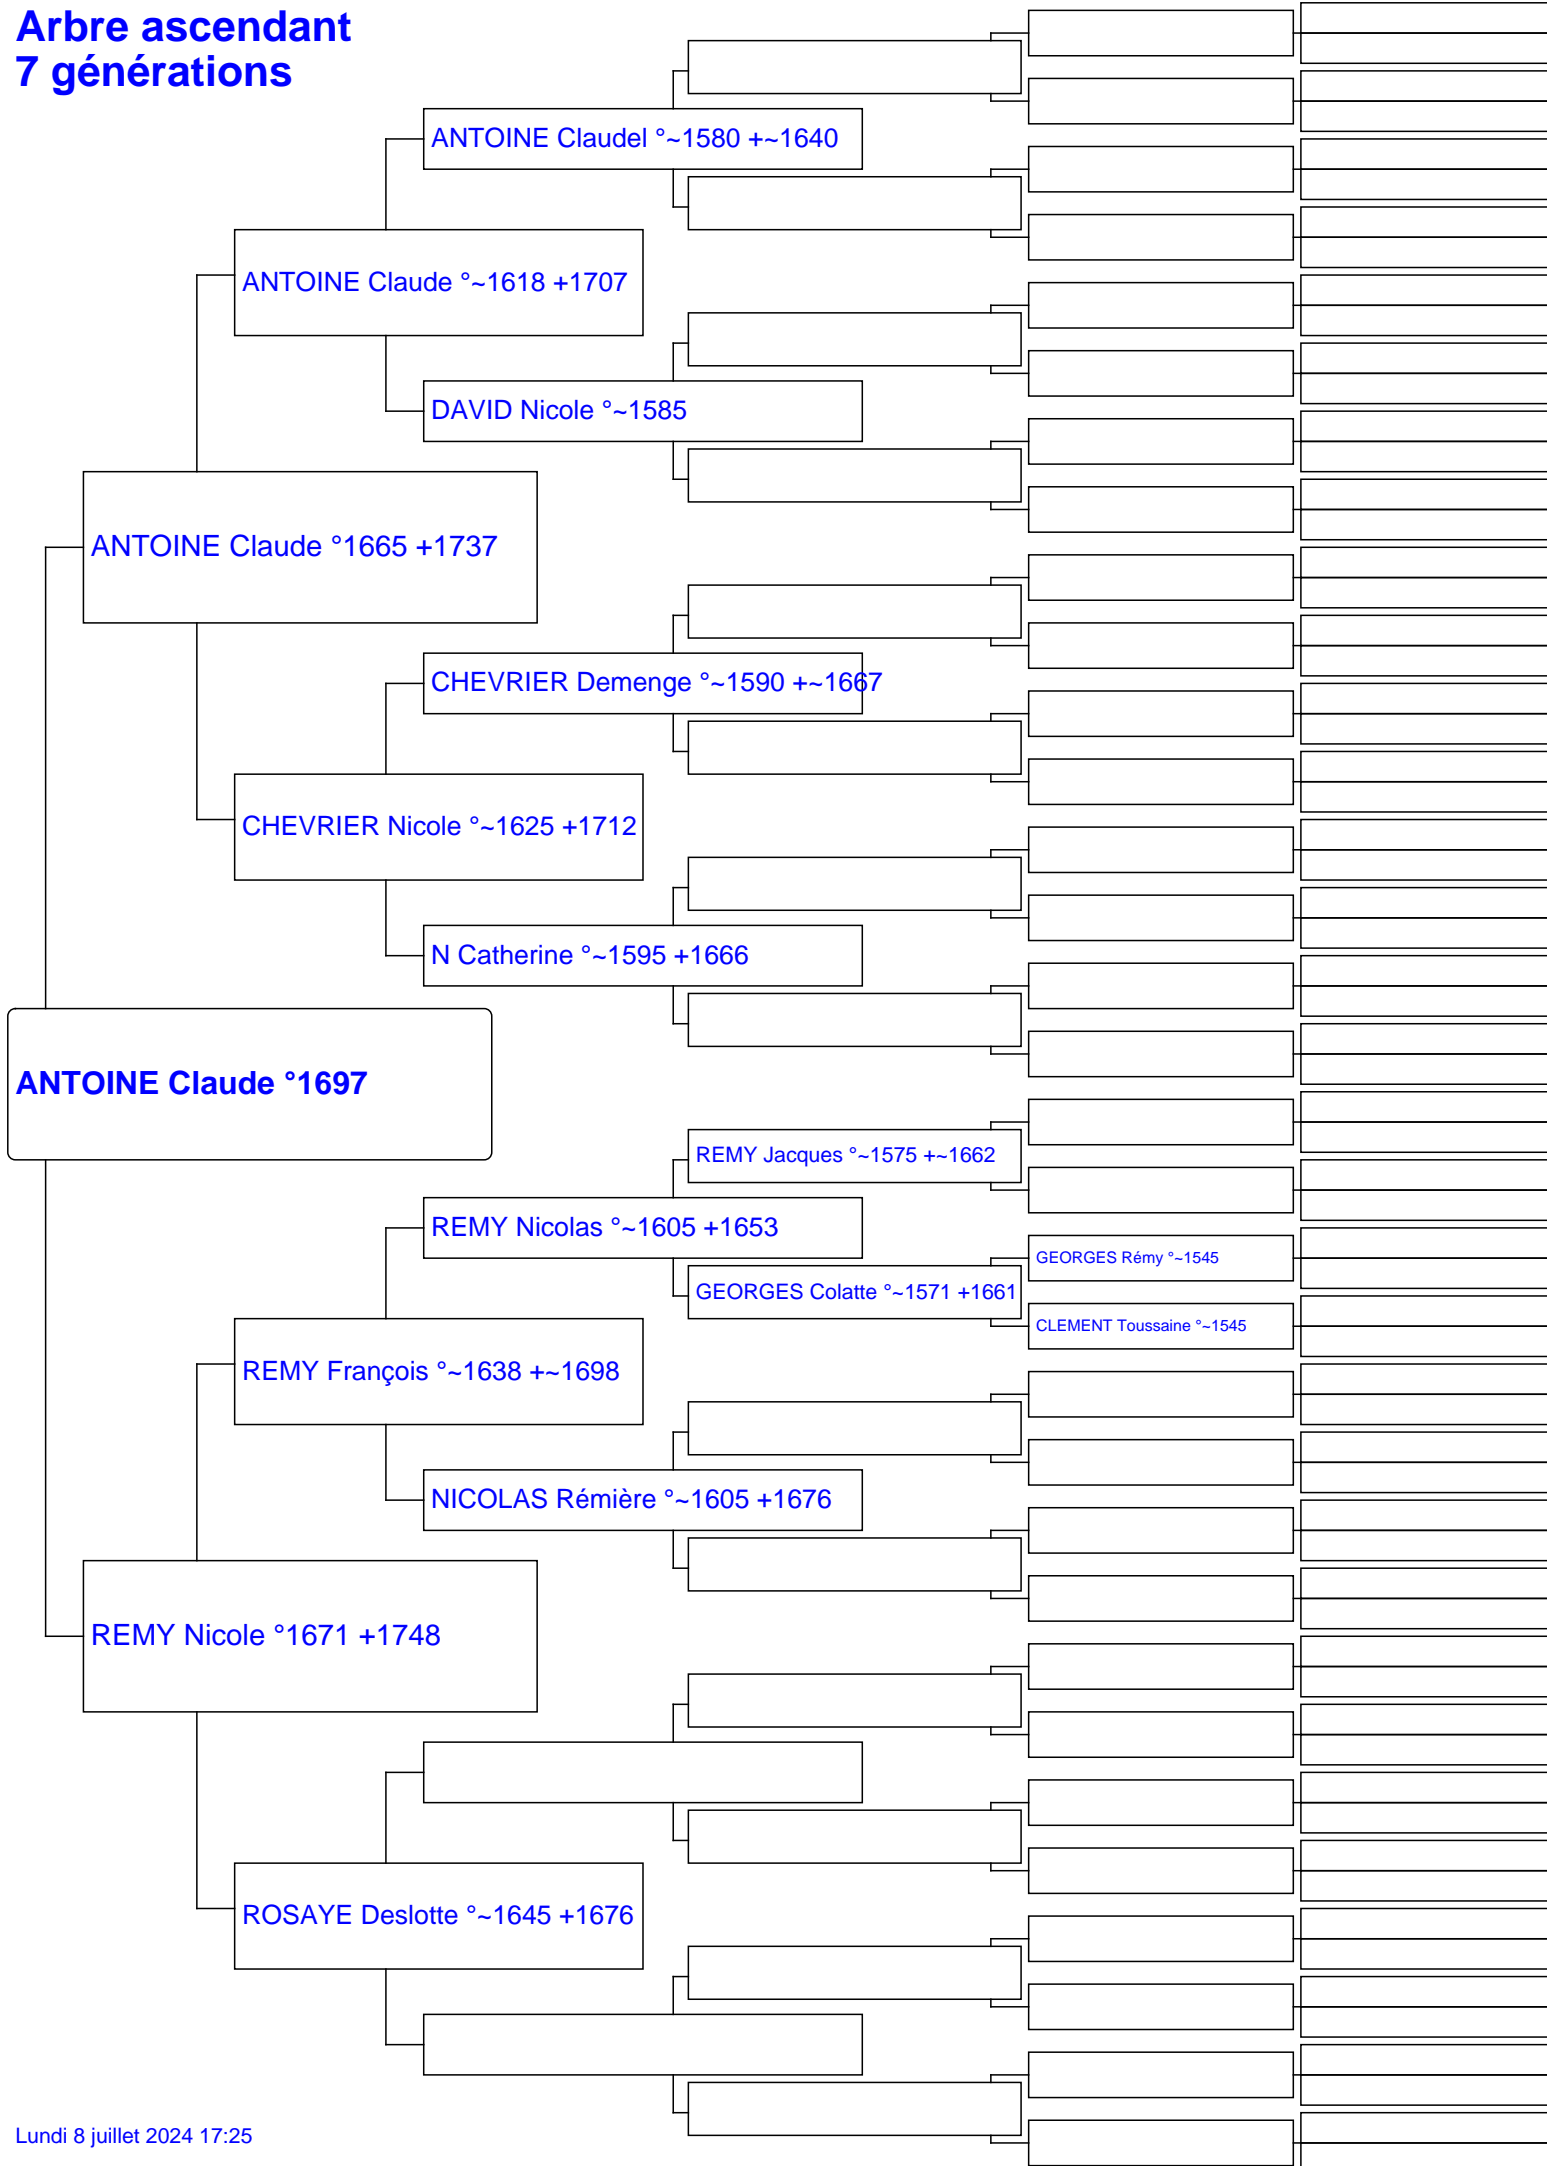 Arbre ascendant
7 générations
ANTOINE Claudel °~1580 +~1640
ANTOINE Claude °~1618 +1707
DAVID Nicole °~1585
ANTOINE Claude °1665 +1737
CHEVRIER Demenge °~1590 +~1667
CHEVRIER Nicole °~1625 +1712
N Catherine °~1595 +1666
ANTOINE Claude °1697
REMY Jacques °~1575 +~1662
REMY Nicolas °~1605 +1653
GEORGES Rémy °~1545
GEORGES Colatte °~1571 +1661
CLEMENT Toussaine °~1545
REMY François °~1638 +~1698
NICOLAS Rémière °~1605 +1676
REMY Nicole °1671 +1748
ROSAYE Deslotte °~1645 +1676
Lundi 8 juillet 2024 17:25